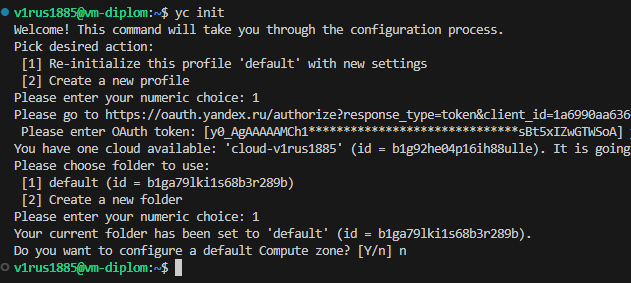 v1rus1885@vm-diplom:~$ yc init
Welcome! This command will take you through the configuration process.
Pick desired action:
[1] Re-initialize this profile 'default' with new settings
[2] Create a new profile
Please enter your numeric choice: 1
Please go to https://oauth.yandex.ru/authorize?response_type=token&client_id=1a6990aa636
Please enter OAuth token: [y0_AgAAAAAMCh1******************************sBt5xIZwGTWSoA]
You have one cloud available: 'cloud-v1rus1885' (id = b1g92he04p16ih88ulle). It is going
Please choose folder to use:
[1] default (id = b1ga79lki1s68b3r289b)
[2] Create a new folder
Please enter your numeric choice: 1
Your current folder has been set to 'default' (id = b1ga79lki1s68b3r289b).
Do you want to configure a default Compute zone? [Y/n] n
v1rus1885@vm-diplom:~$